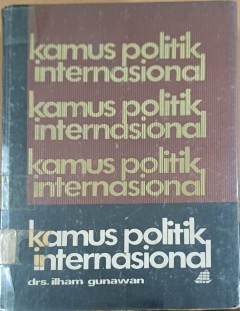 kamus politik
internasional
kamus politik
internasional
kamus politik
internasional
kamus politik
internasional
drs. ilham gunawan